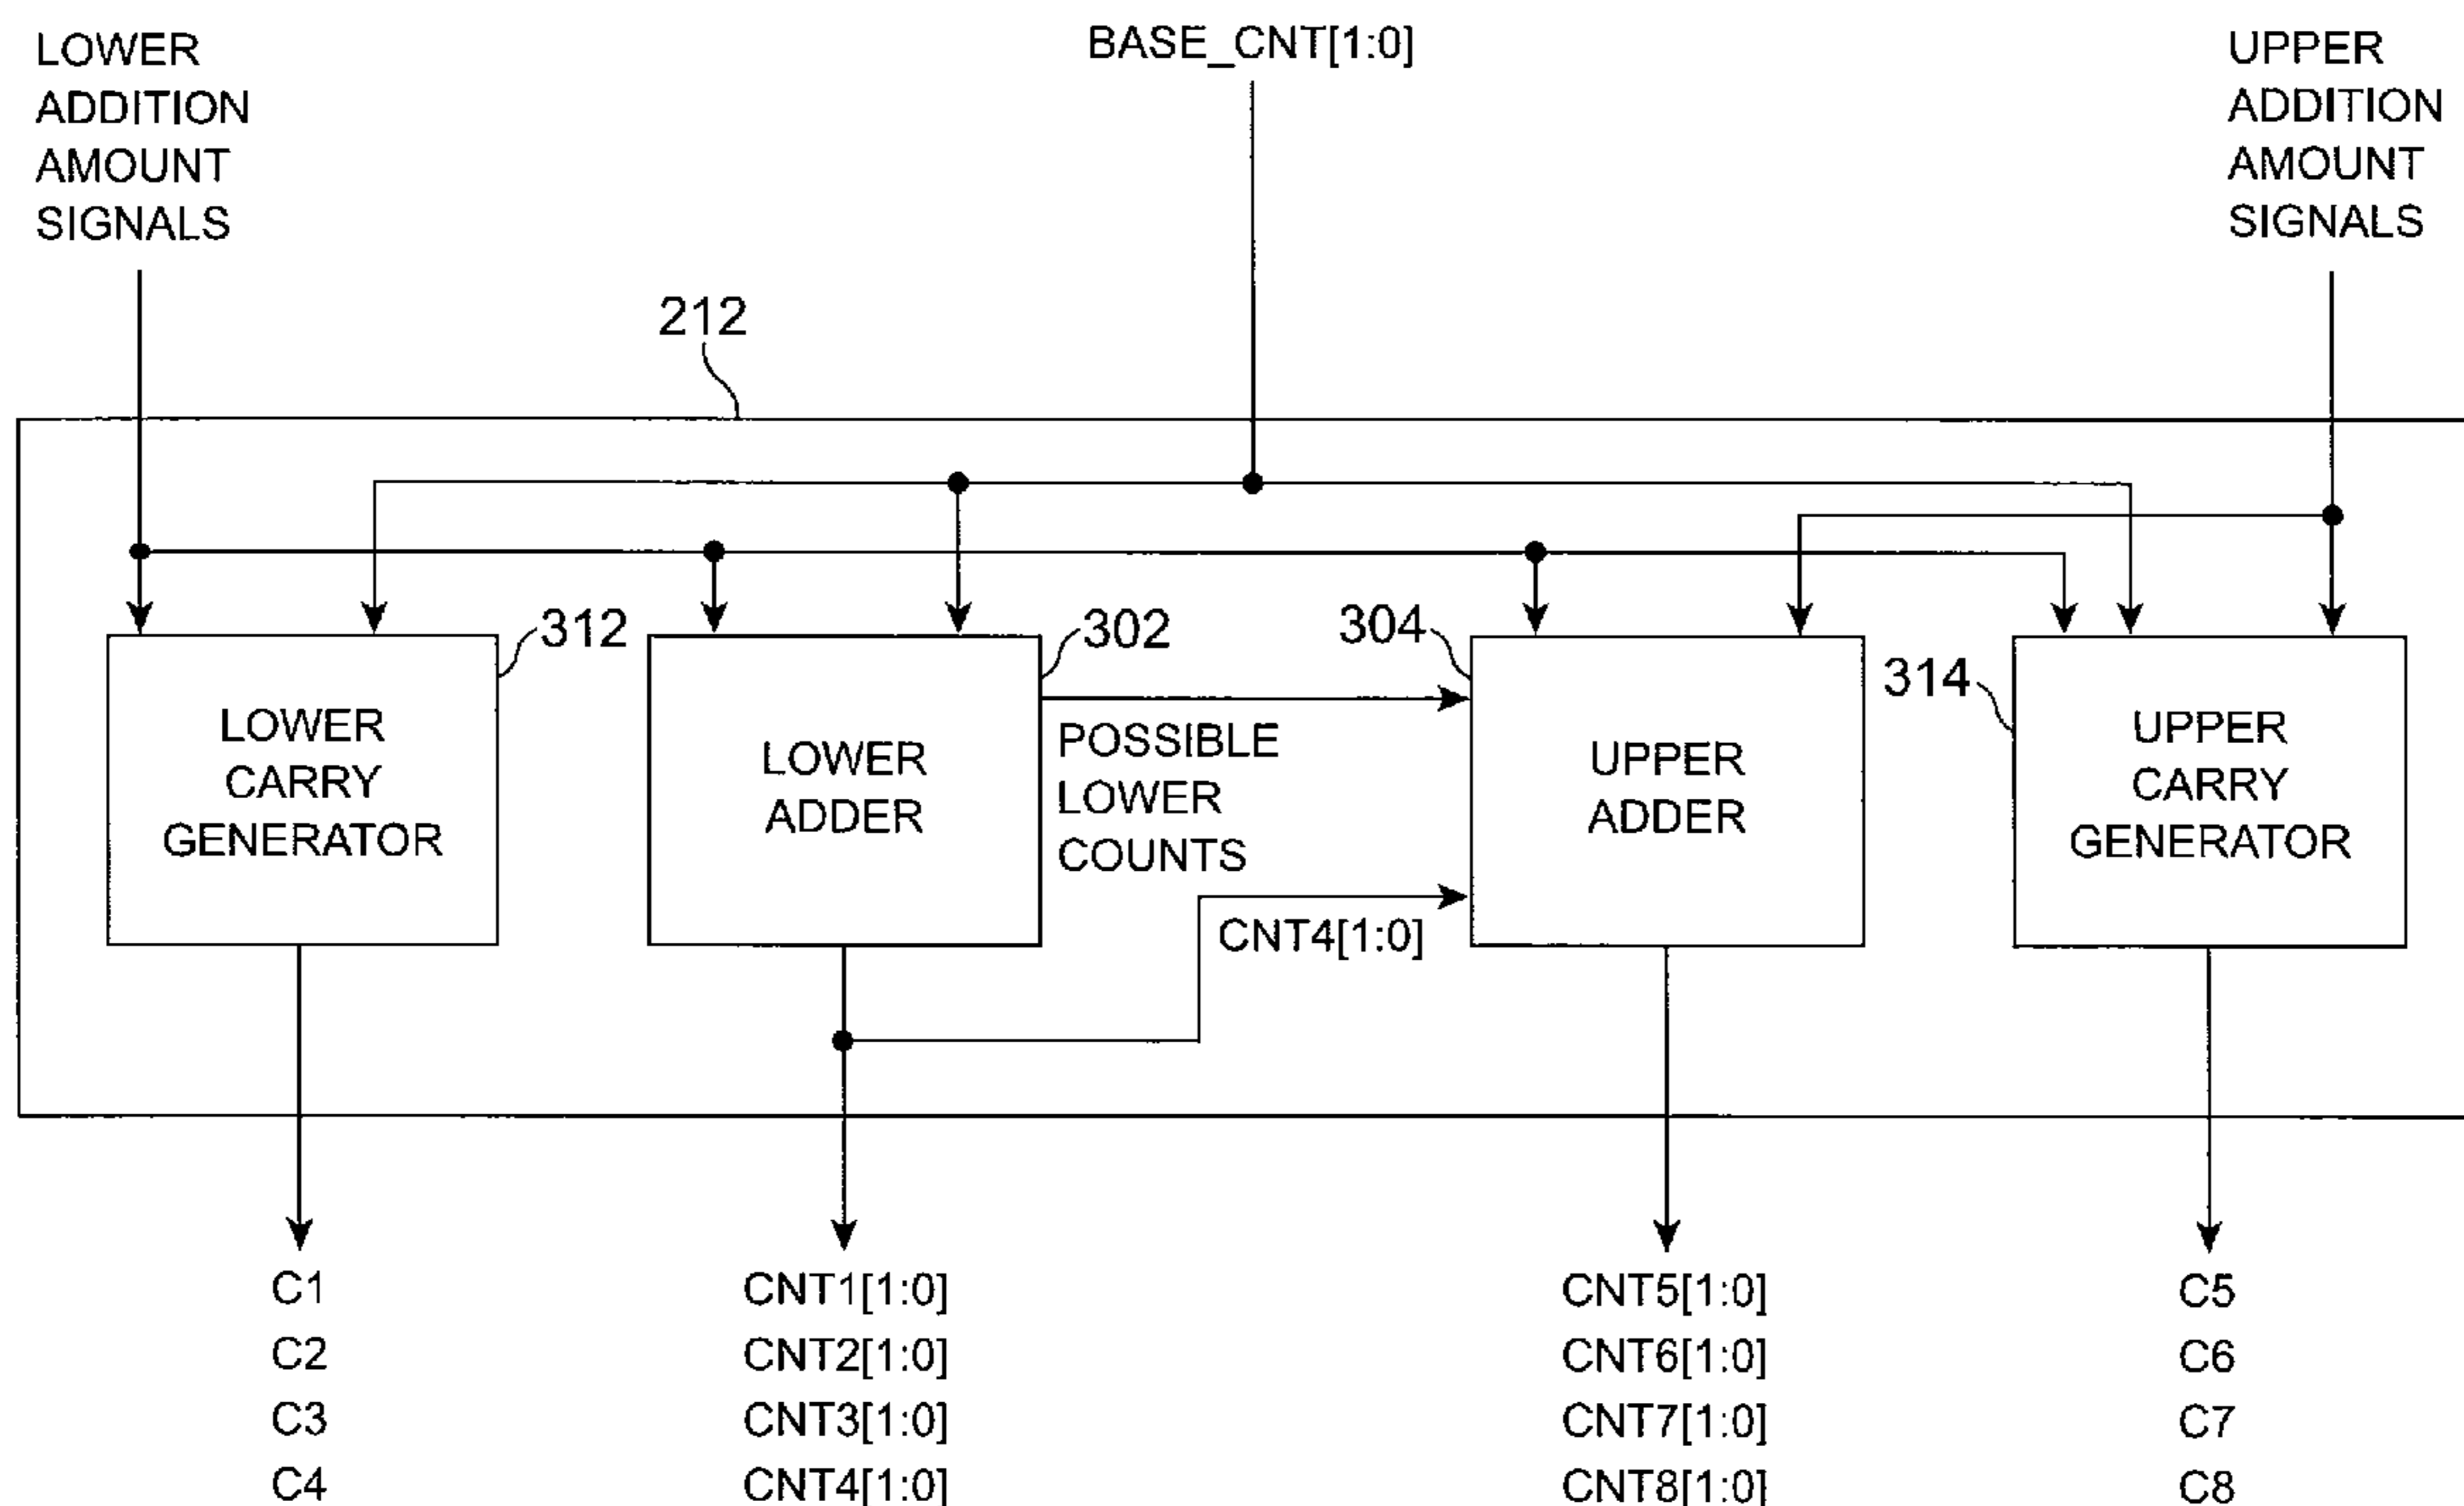 LOWER
ADDITION
AMOUNT
SIGNALS
BASE_CNT[1:0]
UPPER
ADDITION
AMOUNT
SIGNALS
212
312
302
304
314
LOWER
CARRY
GENERATOR
LOWER
ADDER
POSSIBLE
LOWER
COUNTS
CNT4[1:0]
UPPER
ADDER
UPPER
CARRY
GENERATOR
C1
C2
C3
C4
CNT1[1:0]
CNT2[1:0]
CNT3[1:0]
CNT4[1:0]
CNT5[1:0]
CNT6[1:0]
CNT7[1:0]
CNT8[1:0]
C5
C6
C7
C8